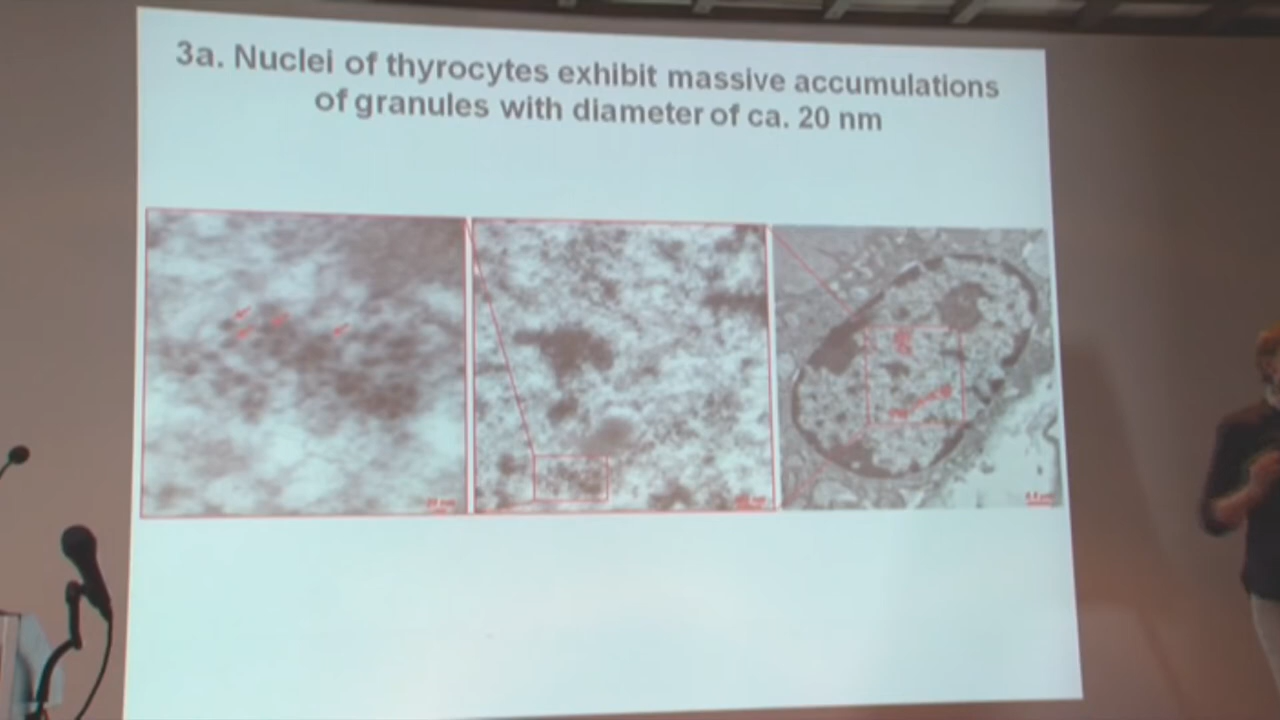 3a. Nuclei of thyrocytes exhibit massive accumulations
of granules with diameter of ca. 20 nm